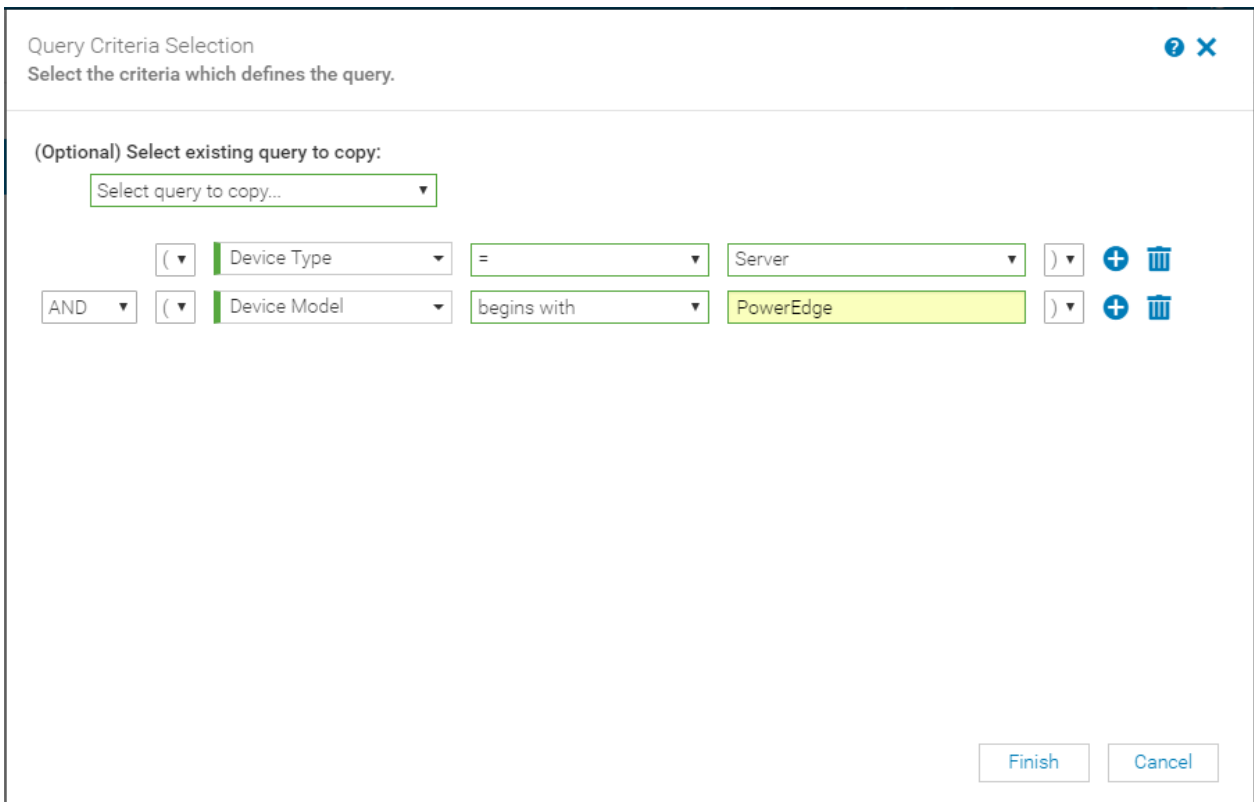 Query Criteria Selection
Select the criteria which defines the query.
(Optional) Select existing query to copy:
Select query to copy...
( Device Type = Server )
AND ( Device Model begins with PowerEdge )
Finish Cancel